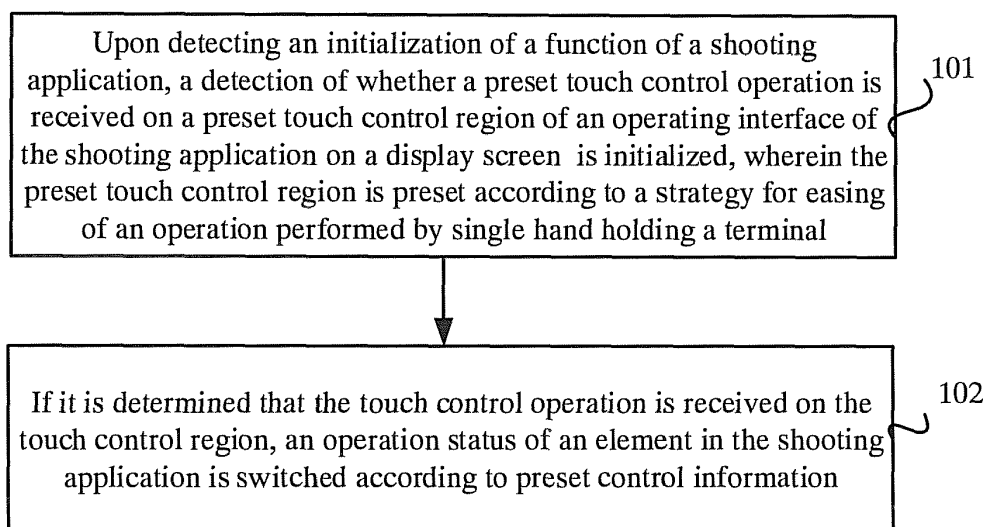 Upon detecting an initialization of a function of a shooting
application, a detection of whether a preset touch control operation is
received on a preset touch control region of an operating interface of
the shooting application on a display screen is initialized, wherein the
preset touch control region is preset according to a strategy for easing
of an operation performed by single hand holding a terminal
101
If it is determined that the touch control operation is received on the
touch control region, an operation status of an element in the shooting
application is switched according to preset control information
102